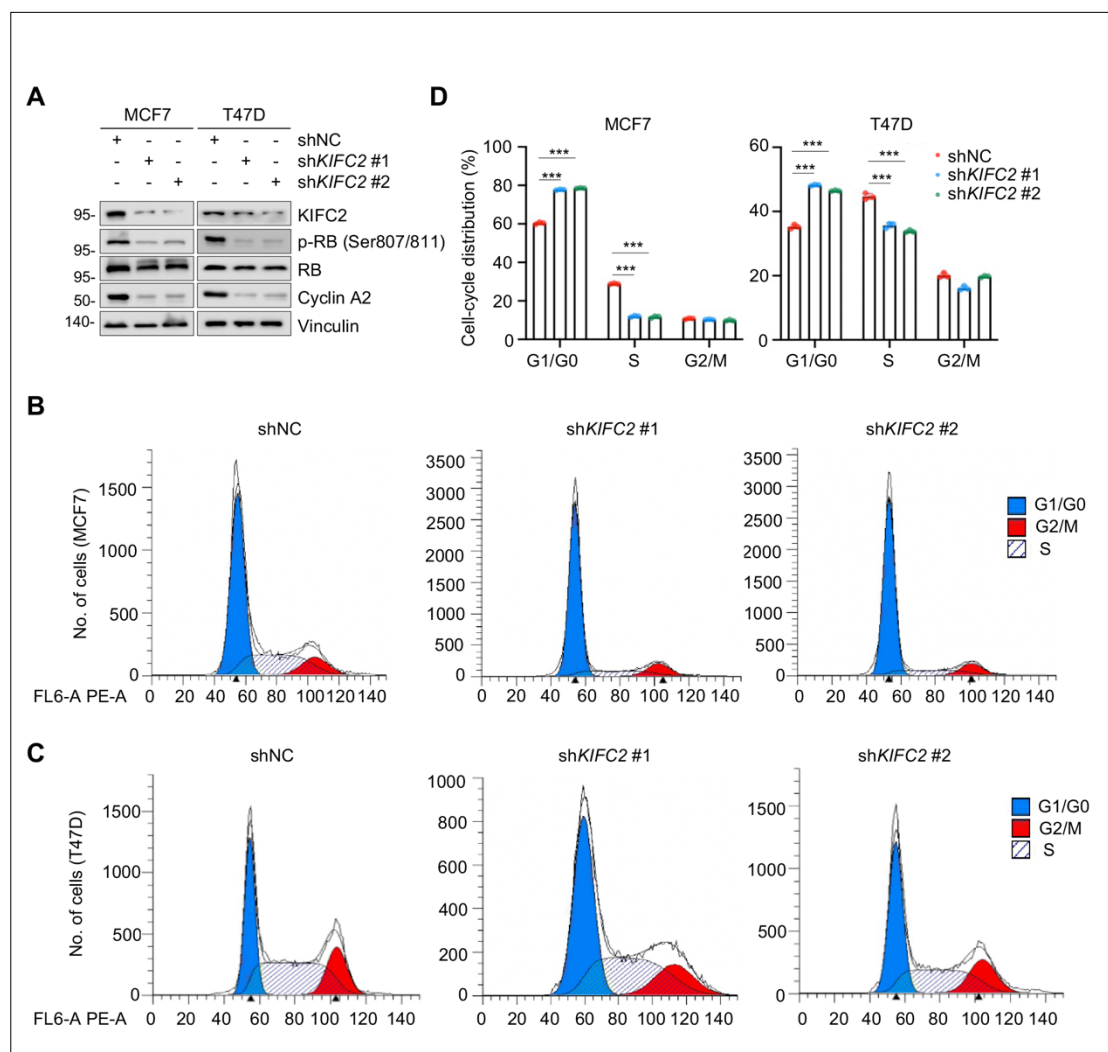 A
MCF7 T47D
+ - - + - - shNC
- + - - + - shKIFC2 #1
- - + - - + shKIFC2 #2
95- KIFC2
95- p-RB (Ser807/811)
95- RB
50- Cyclin A2
140- Vinculin
D
MCF7
Cell-cycle distribution (%)
100
80
60
40
20
0
***
***
***
***
G1/G0 S G2/M
T47D
60
40
20
0
***
***
***
***
G1/G0 S G2/M
shNC
shKIFC2 #1
shKIFC2 #2
B
shNC
No. of cells (MCF7)
1500
1000
500
0
FL6-A PE-A 0 20 40 60 80 100 120 140
shKIFC2 #1
3500
3000
2500
2000
1500
1000
500
0
0 20 40 60 80 100 120 140
shKIFC2 #2
3500
3000
2500
2000
1500
1000
500
0
0 20 40 60 80 100 120 140
G1/G0
G2/M
S
C
shNC
No. of cells (T47D)
1500
1000
500
0
FL6-A PE-A 0 20 40 60 80 100 120 140
shKIFC2 #1
1000
800
600
400
200
0
0 20 40 60 80 100 120 140
shKIFC2 #2
1500
1000
500
0
0 20 40 60 80 100 120 140
G1/G0
G2/M
S